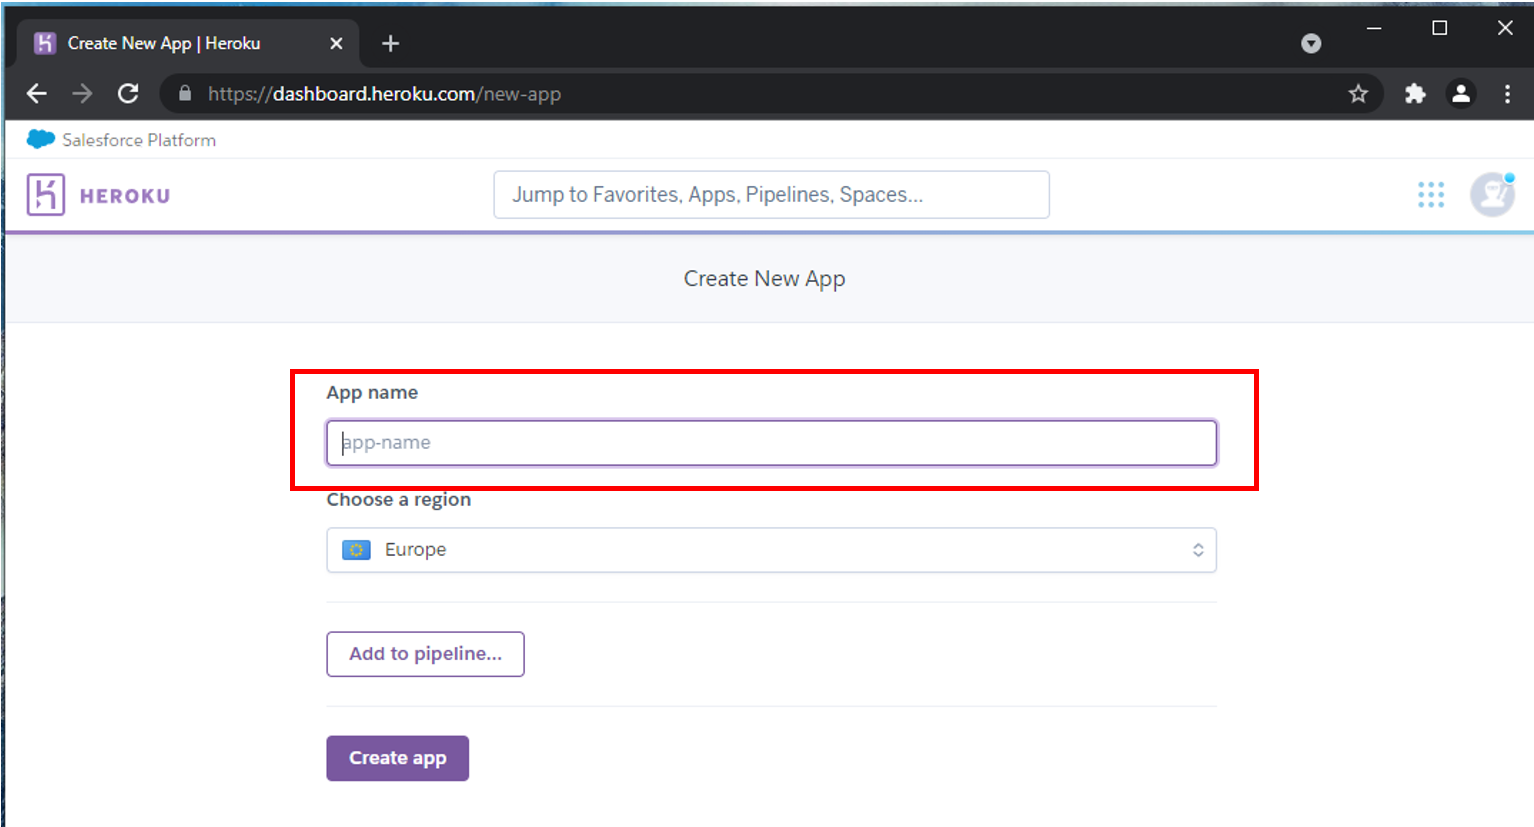 Create New App | Heroku
https://dashboard.heroku.com/new-app
Salesforce Platform
HEROKU
Jump to Favorites, Apps, Pipelines, Spaces...
Create New App
App name
app-name
Choose a region
Europe
Add to pipeline...
Create app